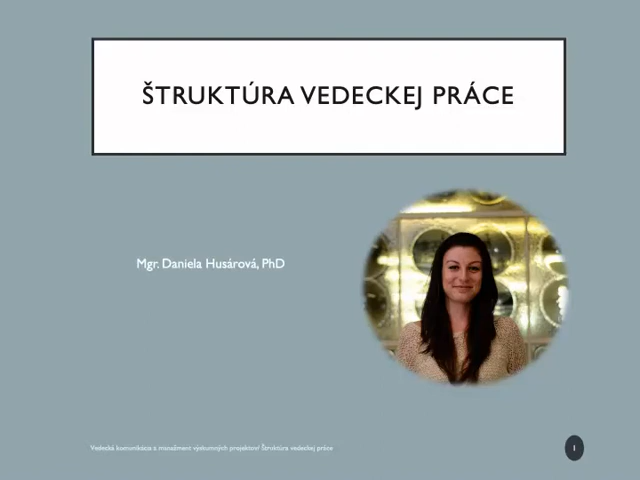 ŠTRUKTÚRA VEDECKEJ PRÁCE
Mgr. Daniela Husárová, PhD
Vedecká komunikácia a manažment výskumných projektov/ Štruktúra vedeckej práce
1